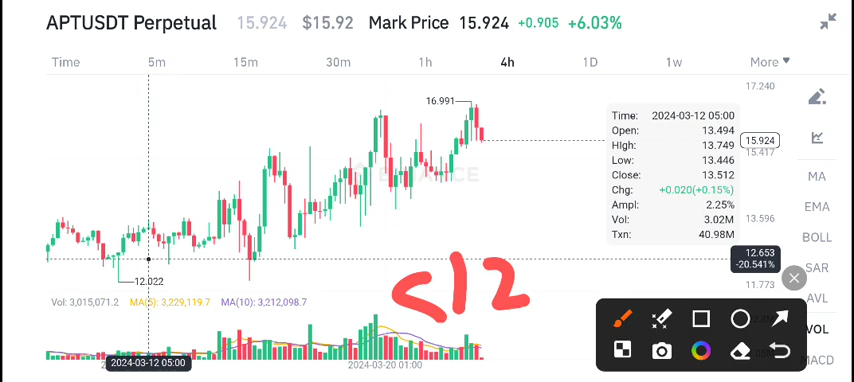 APTUSDT Perpetual 15.924 $15.92 Mark Price 15.924 +0.905 +6.03%
Time 5m 15m 30m 1h 4h 1D 1w More
17.240
16.991
Time: 2024-03-12 05:00
Open: 13.494
High: 13.749
Low: 13.446
Close: 13.512
Chg: +0.020(+0.15%)
Ampl: 2.25%
Vol: 3.02M
Txn: 40.98M
15.924
15.417
13.596
12.653
-20.541%
11.773
12.022
BINANCE
MA
EMA
BOLL
SAR
AVL
VOL
MACD
<12
Vol: 3,015,071.2 MA(5): 3,229,119.7 MA(10): 3,212,098.7
2024-03-12 05:00
2024-03-20 01:00